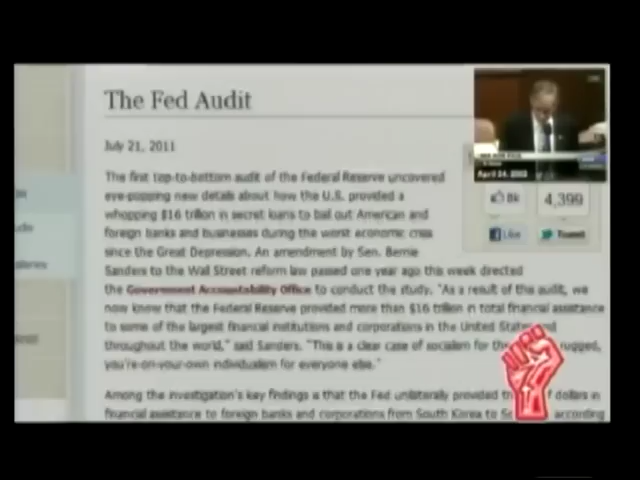 The Fed Audit
July 21, 2011
The first top-to-bottom audit of the Federal Reserve uncovered
eye-popping new details about how the U.S. provided a
whopping $16 trillion in secret loans to bail out American and
foreign banks and businesses during the worst economic crisis
since the Great Depression. An amendment by Sen. Bernie
Sanders to the Wall Street reform law passed one year ago this week directed
the Government Accountability Office to conduct the study. "As a result of this audit, we
now know that the Federal Reserve provided more than $16 trillion in total financial assistance
to some of the largest financial institutions and corporations in the United States and
throughout the world," said Sanders. "This is a clear case of socialism for the rugged,
you're-on-your-own individualism for everyone else."
Among the investigation's key findings is that the Fed unilaterally provided of dollars in
financial assistance to foreign banks and corporations from South Korea to according
8k
4,399
Like
Tweet